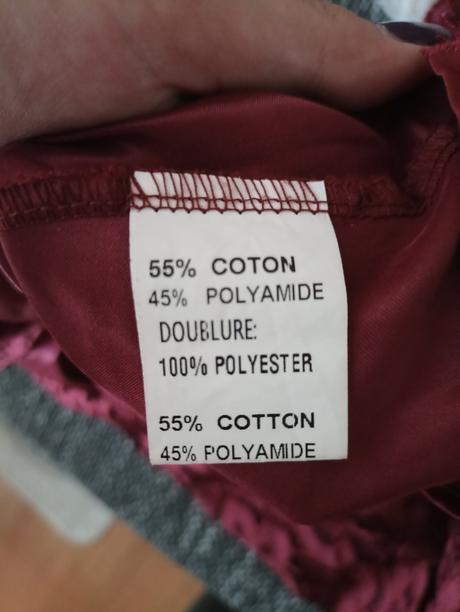 55% COTON
45% POLYAMIDE
DOUBLURE:
100% POLYESTER
55% COTTON
45% POLYAMIDE